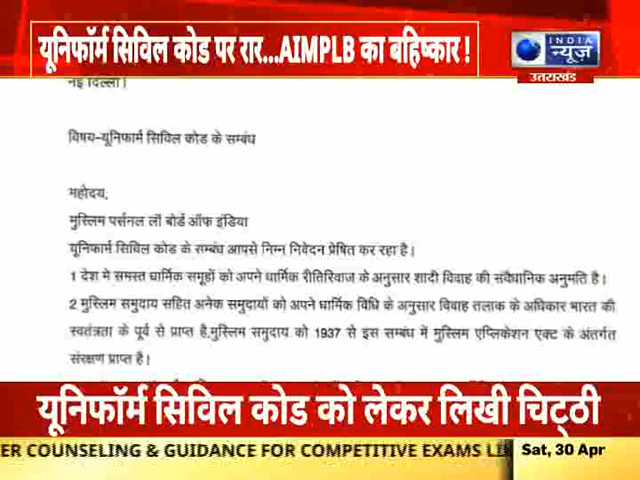 यूनिफॉर्म सिविल कोड पर रार...AIMPLB का बहिष्कार !
INDIA
न्यूज़
उत्तराखंड
नई दिल्ली।
विषय-यूनिफार्म सिविल कोड के सम्बंध
महोदय,
मुस्लिम पर्सनल लॉ बोर्ड ऑफ इंडिया
यूनिफार्म सिविल कोड के सम्बंध आपसे निम्न निवेदन प्रेषित कर रहा है।
1 देश मे समस्त धार्मिक समूहों को अपने धार्मिक रीतिरिवाज के अनुसार शादी विवाह की संवैधानिक अनुमति है।
2 मुस्लिम समुदाय सहित अनेक समुदायों को अपने धार्मिक विधि के अनुसार विवाह तलाक के अधिकार भारत की
स्वतंत्रता के पूर्व से प्राप्त है,मुस्लिम समुदाय को 1937 से इस सम्बंध में मुस्लिम एप्लिकेशन एक्ट के अंतर्गत
संरक्षण प्राप्त है।
यूनिफॉर्म सिविल कोड को लेकर लिखी चिट्ठी
ER COUNSELING & GUIDANCE FOR COMPETITIVE EXAMS LIK
Sat, 30 Apr